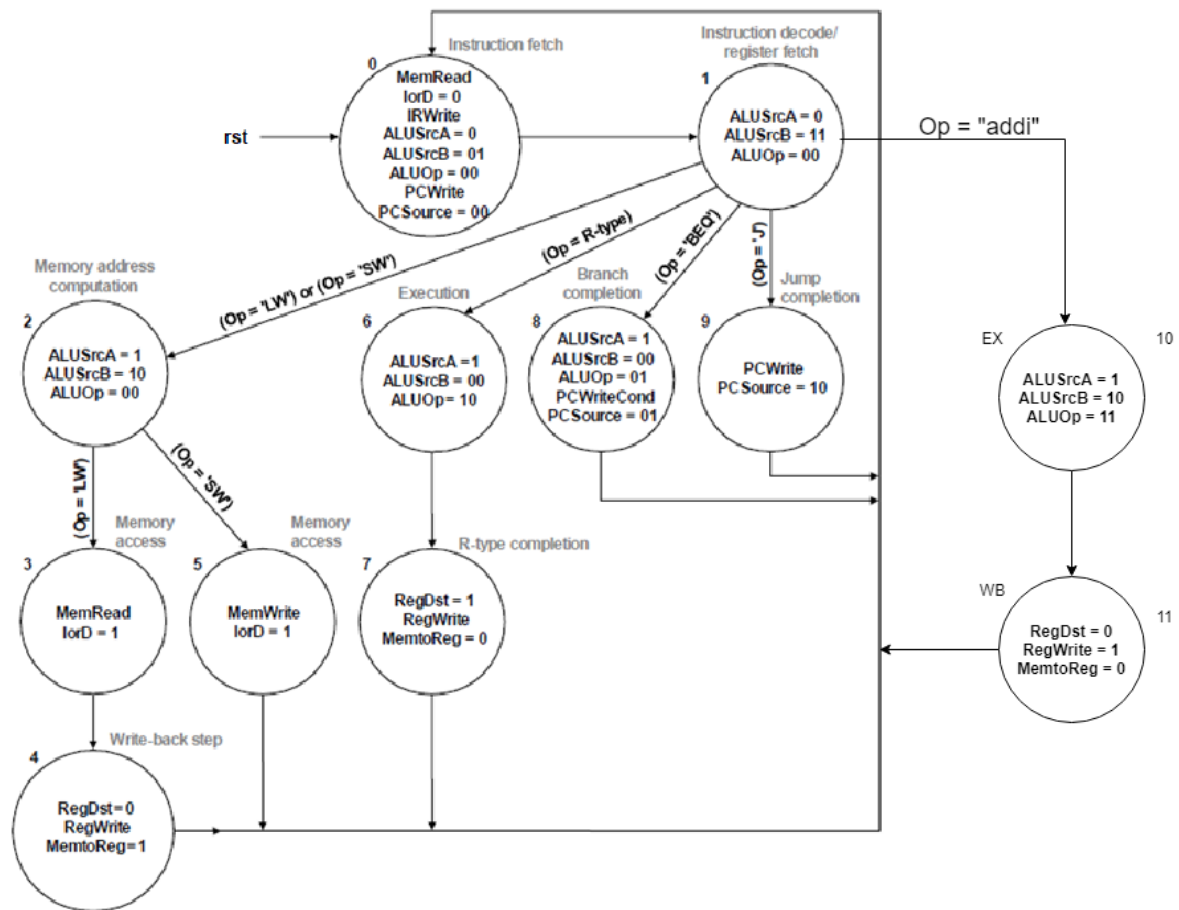 Instruction fetch
0
MemRead
IorD = 0
IRWrite
ALUSrcA = 0
ALUSrcB = 01
ALUOp = 00
PCWrite
PCSource = 00
rst
Instruction decode/
register fetch
1
ALUSrcA = 0
ALUSrcB = 11
ALUOp = 00
Op = "addi"
(Op = 'LW') or (Op = 'SW')
(Op = R-type)
(Op = 'BEQ')
(Op = 'J')
Memory address
computation
2
ALUSrcA = 1
ALUSrcB = 10
ALUOp = 00
Execution
6
ALUSrcA =1
ALUSrcB = 00
ALUOp= 10
Branch
completion
8
ALUSrcA = 1
ALUSrcB = 00
ALUOp = 01
PCWriteCond
PCSource = 01
Jump
completion
9
PCWrite
PCSource = 10
EX
10
ALUSrcA = 1
ALUSrcB = 10
ALUOp = 11
(Op = 'LW')
(Op = 'SW')
Memory
access
3
MemRead
IorD = 1
Memory
access
5
MemWrite
IorD = 1
R-type completion
7
RegDst = 1
RegWrite
MemtoReg = 0
WB
11
RegDst = 0
RegWrite = 1
MemtoReg = 0
Write-back step
4
RegDst=0
RegWrite
MemtoReg=1